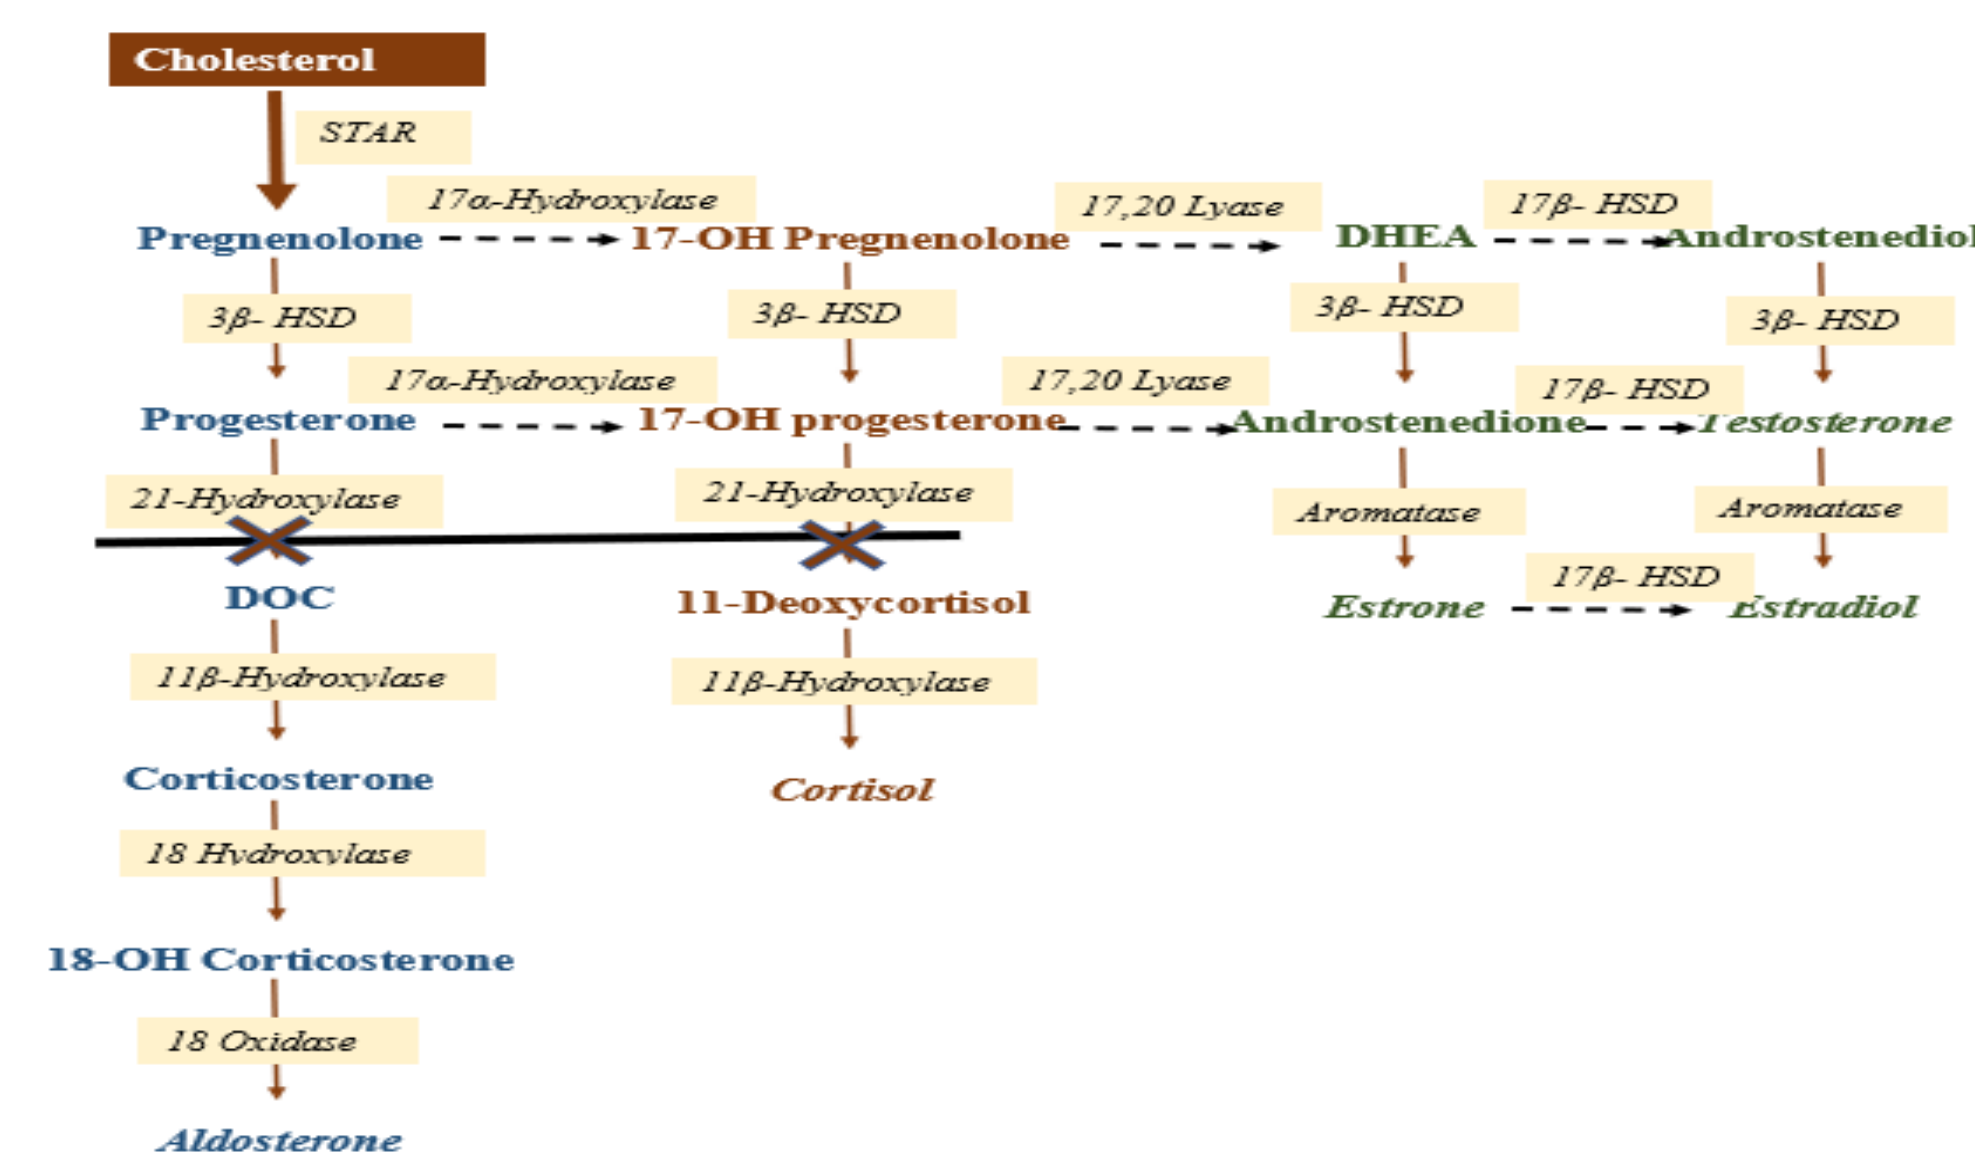 Cholesterol
STAR
17α-Hydroxylase
17,20 Lyase
17β- HSD
Pregnenolone
17-OH Pregnenolone
DHEA
Androstenediol
3β- HSD
3β- HSD
3β- HSD
3β- HSD
17α-Hydroxylase
17,20 Lyase
17β- HSD
Progesterone
17-OH progesterone
Androstenedione
Testosterone
21-Hydroxylase
21-Hydroxylase
Aromatase
Aromatase
17β- HSD
DOC
11-Deoxycortisol
Estrone
Estradiol
11β-Hydroxylase
11β-Hydroxylase
Corticosterone
Cortisol
18 Hydroxylase
18-OH Corticosterone
18 Oxidase
Aldosterone